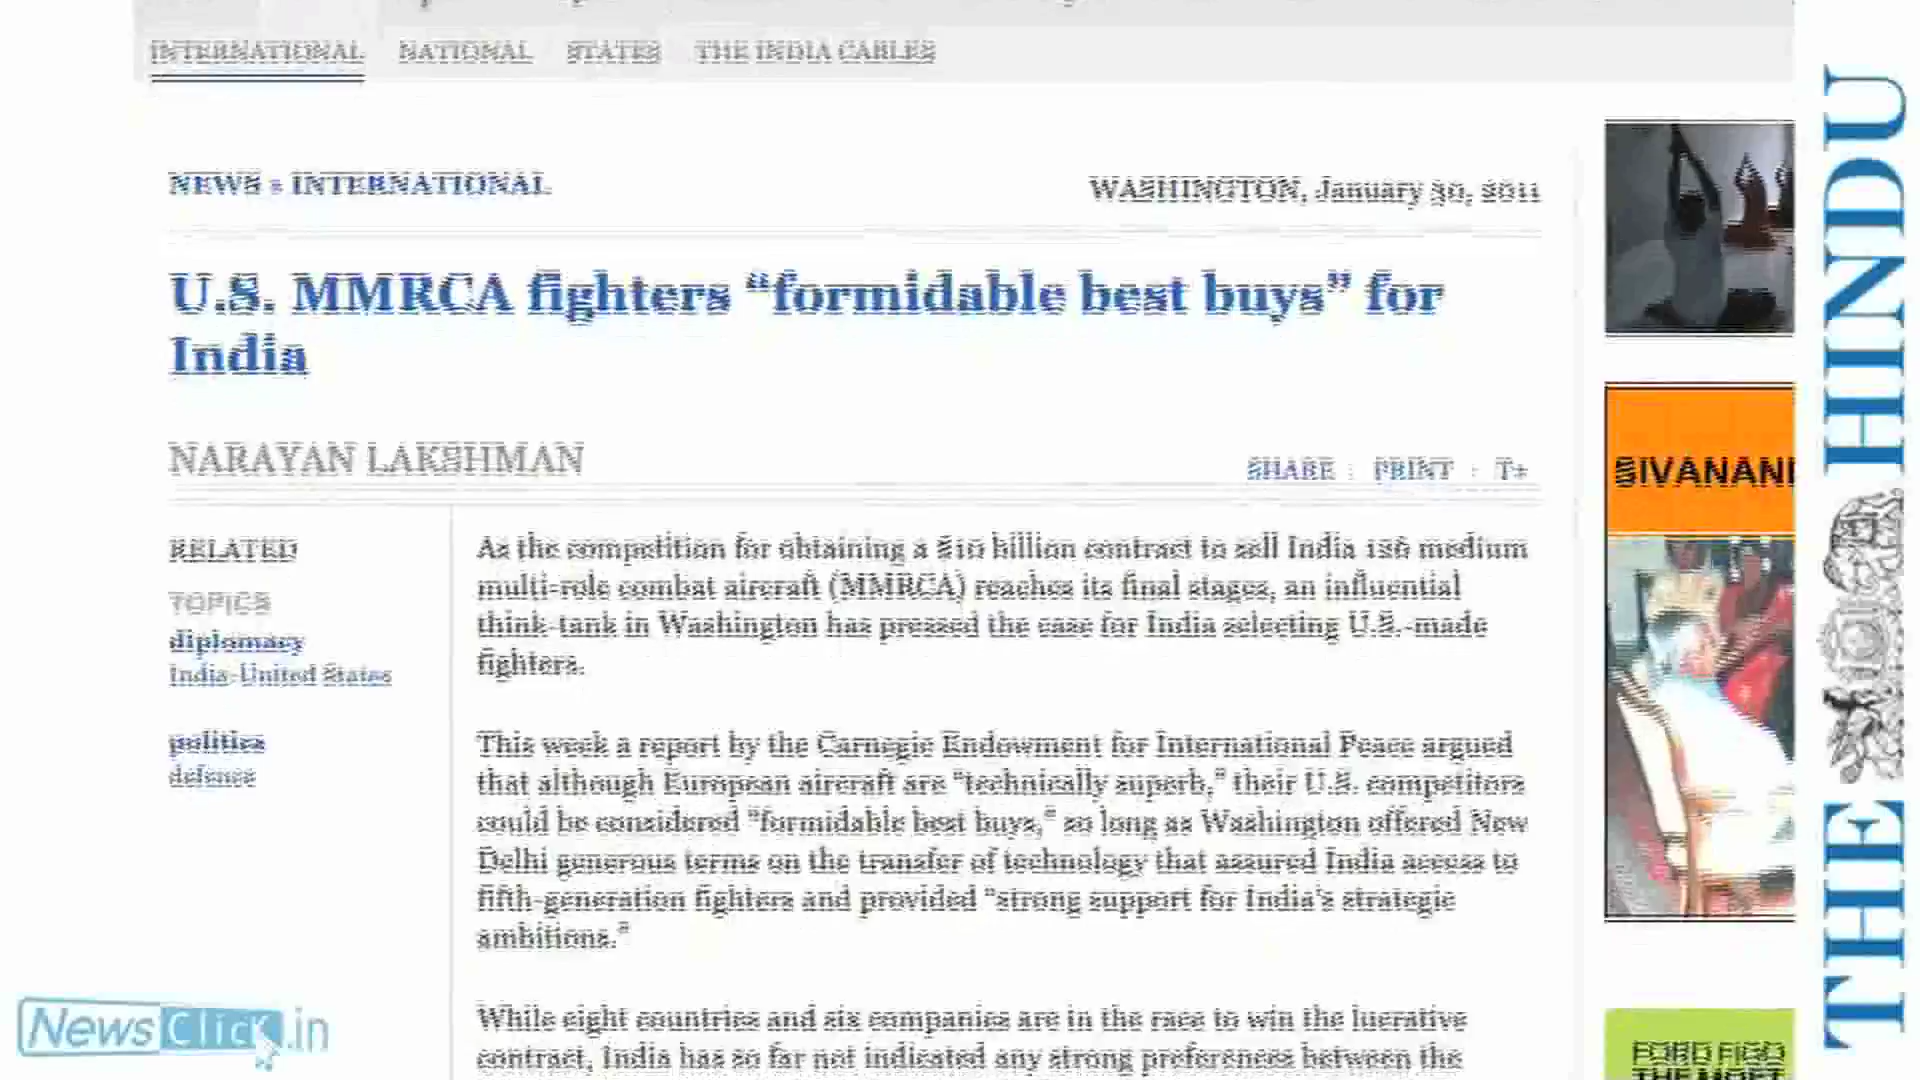 INTERNATIONAL NATIONAL STATES THE INDIA CABLES
NEWS » INTERNATIONAL
WASHINGTON, January 30, 2011
U.S. MMRCA fighters “formidable best buys” for
India
NARAYAN LAKSHMAN
SHARE · PRINT · T+
RELATED
TOPICS
diplomacy
India-United States
politics
defence
As the competition for obtaining a $10 billion contract to sell India 126 medium
multi-role combat aircraft (MMRCA) reaches its final stages, an influential
think-tank in Washington has pressed the case for India selecting U.S.-made
fighters.
This week a report by the Carnegie Endowment for International Peace argued
that although European aircraft are "technically superb," their U.S. competitors
could be considered "formidable best buys," so long as Washington offered New
Delhi generous terms on the transfer of technology that assured India access to
fifth-generation fighters and provided "strong support for India's strategic
ambitions."
While eight countries and six companies are in the race to win the lucrative
contract, India has so far not indicated any strong preferences between the
SIVANAN
FORD FIGO
THE MOST
THE HINDU
NewsClick.in